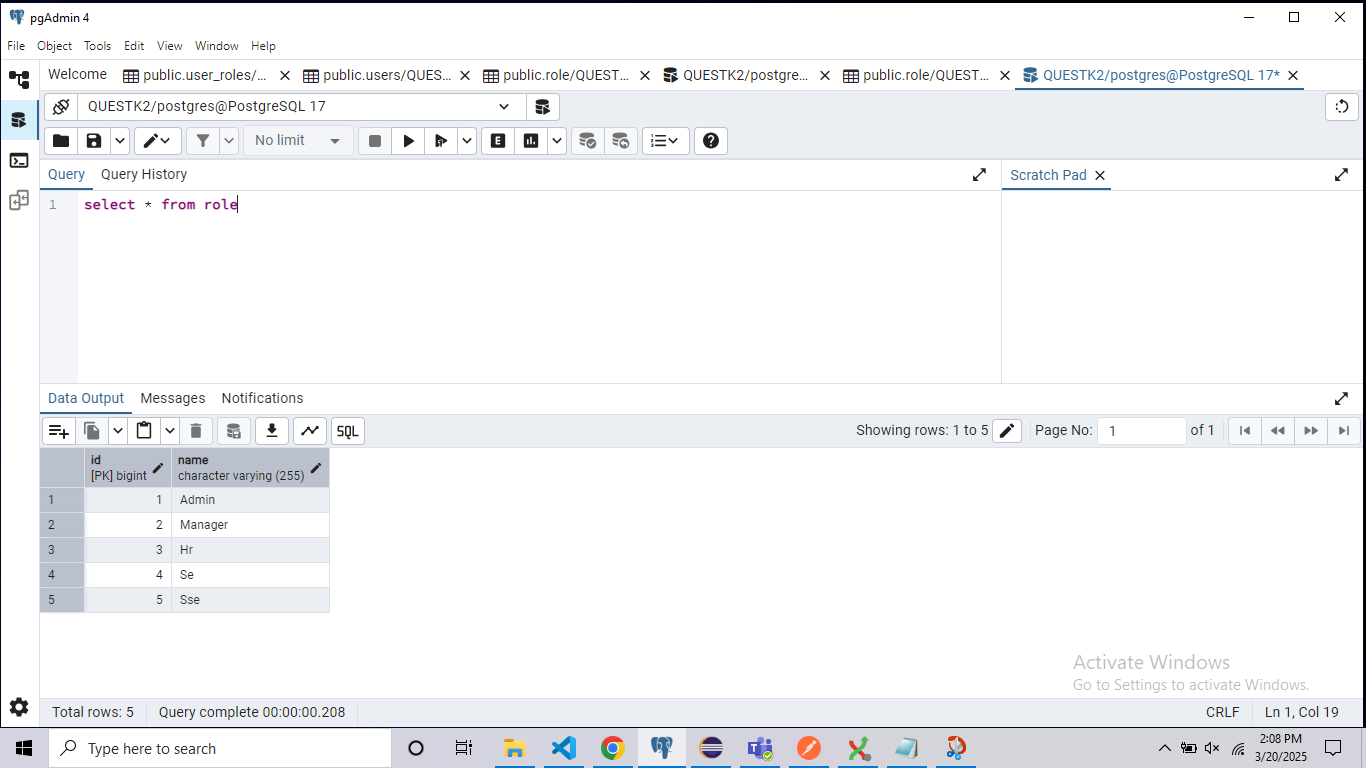 pgAdmin 4
File Object Tools Edit View Window Help
Welcome public.user_roles/... public.users/QUES... public.role/QUEST... QUESTK2/postgre... public.role/QUEST... QUESTK2/postgres@PostgreSQL 17*
QUESTK2/postgres@PostgreSQL 17
No limit E
Query Query History Scratch Pad
1 select * from role
Data Output Messages Notifications
SQL Showing rows: 1 to 5 Page No: 1 of 1
id name
[PK] bigint character varying (255)
1 1 Admin
2 2 Manager
3 3 Hr
4 4 Se
5 5 Sse
Activate Windows
Go to Settings to activate Windows.
Total rows: 5 Query complete 00:00:00.208 CRLF Ln 1, Col 19
Type here to search 2:08 PM
3/20/2025